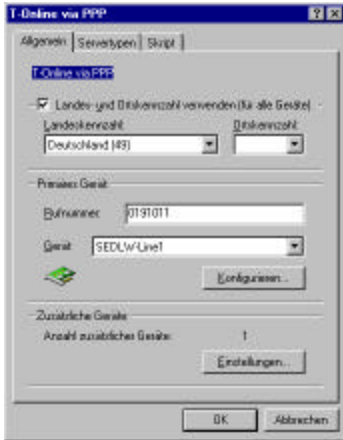 T-Online via PPP
Allgemein Servertypen Skript
T-Online via PPP
Landes- und Ortskennzahl verwenden (für alle Geräte)
Landeskennzahl: Ortskennzahl:
Deutschland (49)
Primäres Gerät:
Rufnummer: 0191011
Gerät: SEDLW-Line1
Konfigurieren...
Zusätzliche Geräte
Anzahl zusätzlicher Geräte: 1
Einstellungen...
OK Abbrechen